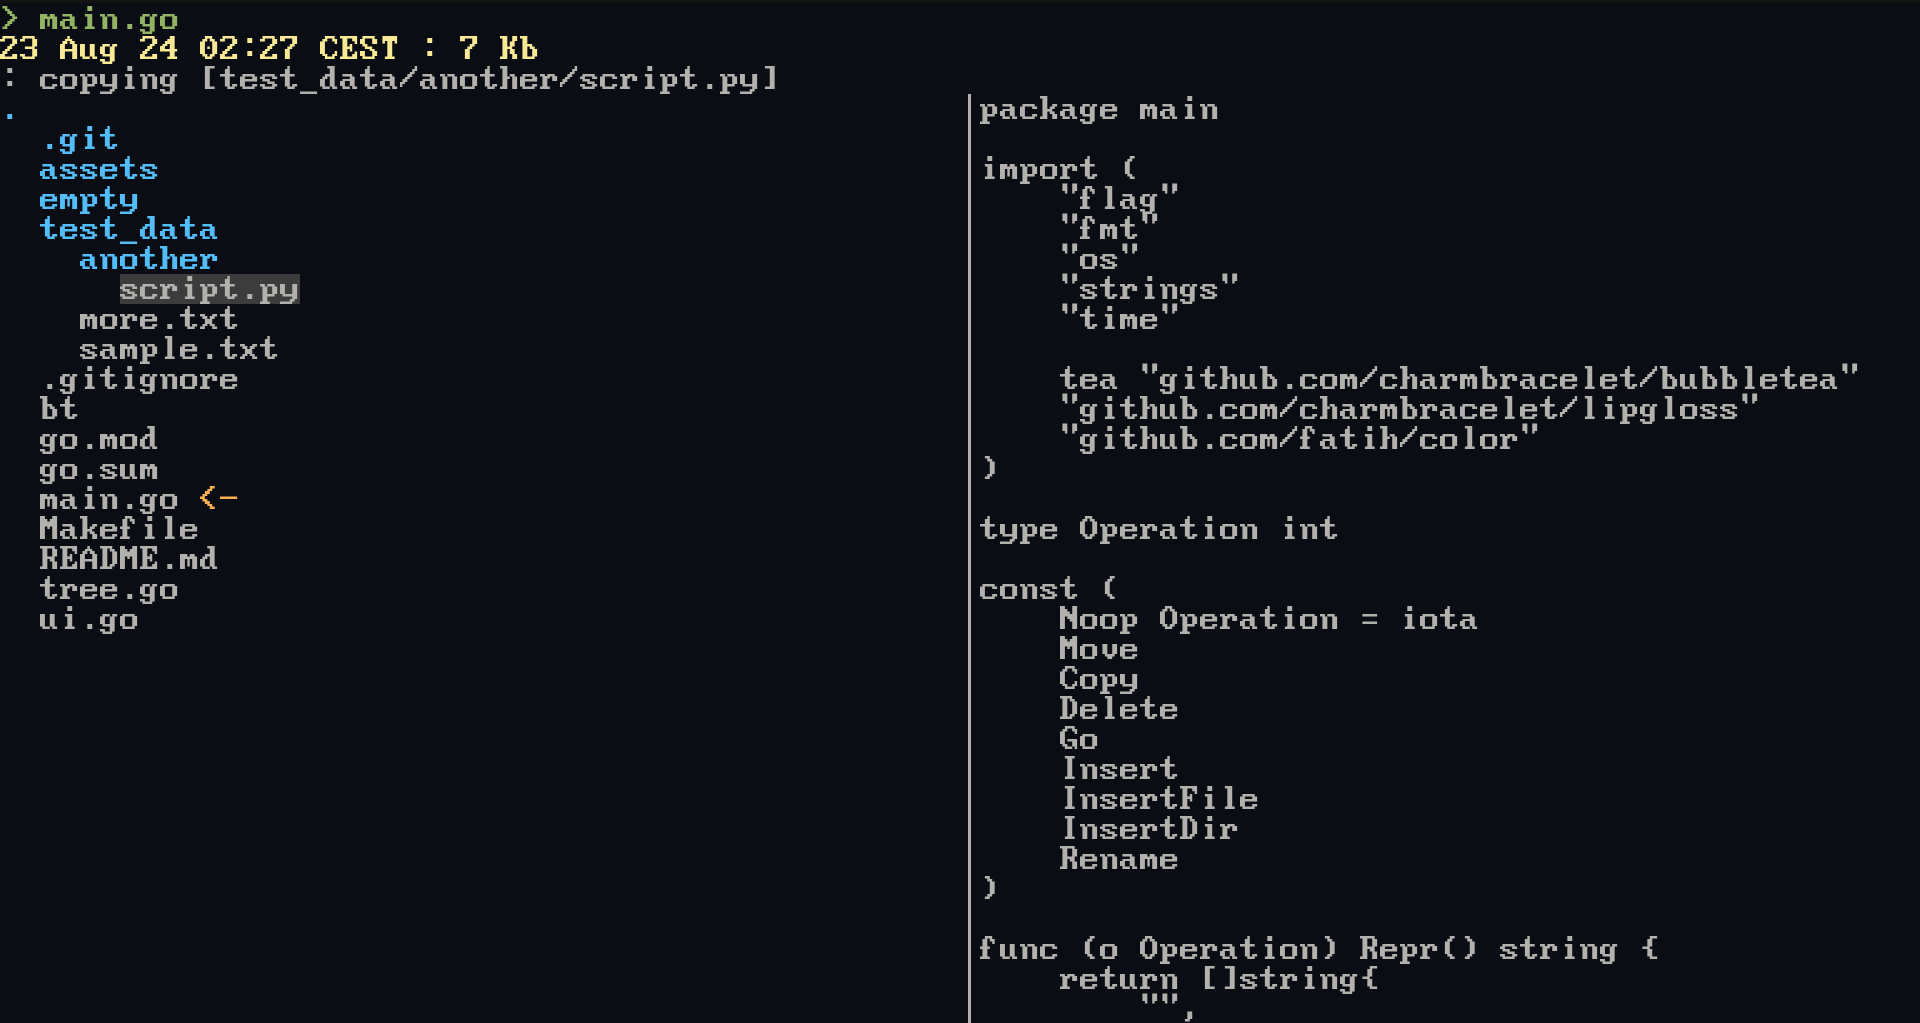 > main.go
23 Aug 24 02:27 CEST : 7 Kb
: copying [test_data/another/script.py]
.
.git
assets
empty
test_data
another
script.py
more.txt
sample.txt
.gitignore
bt
go.mod
go.sum
main.go <-
Makefile
README.md
tree.go
ui.go
package main
import (
"flag"
"fmt"
"os"
"strings"
"time"
tea "github.com/charmbracelet/bubbletea"
"github.com/charmbracelet/lipgloss"
"github.com/fatih/color"
)
type Operation int
const (
Noop Operation = iota
Move
Copy
Delete
Go
Insert
InsertFile
InsertDir
Rename
)
func (o Operation) Repr() string {
return []string{
"",